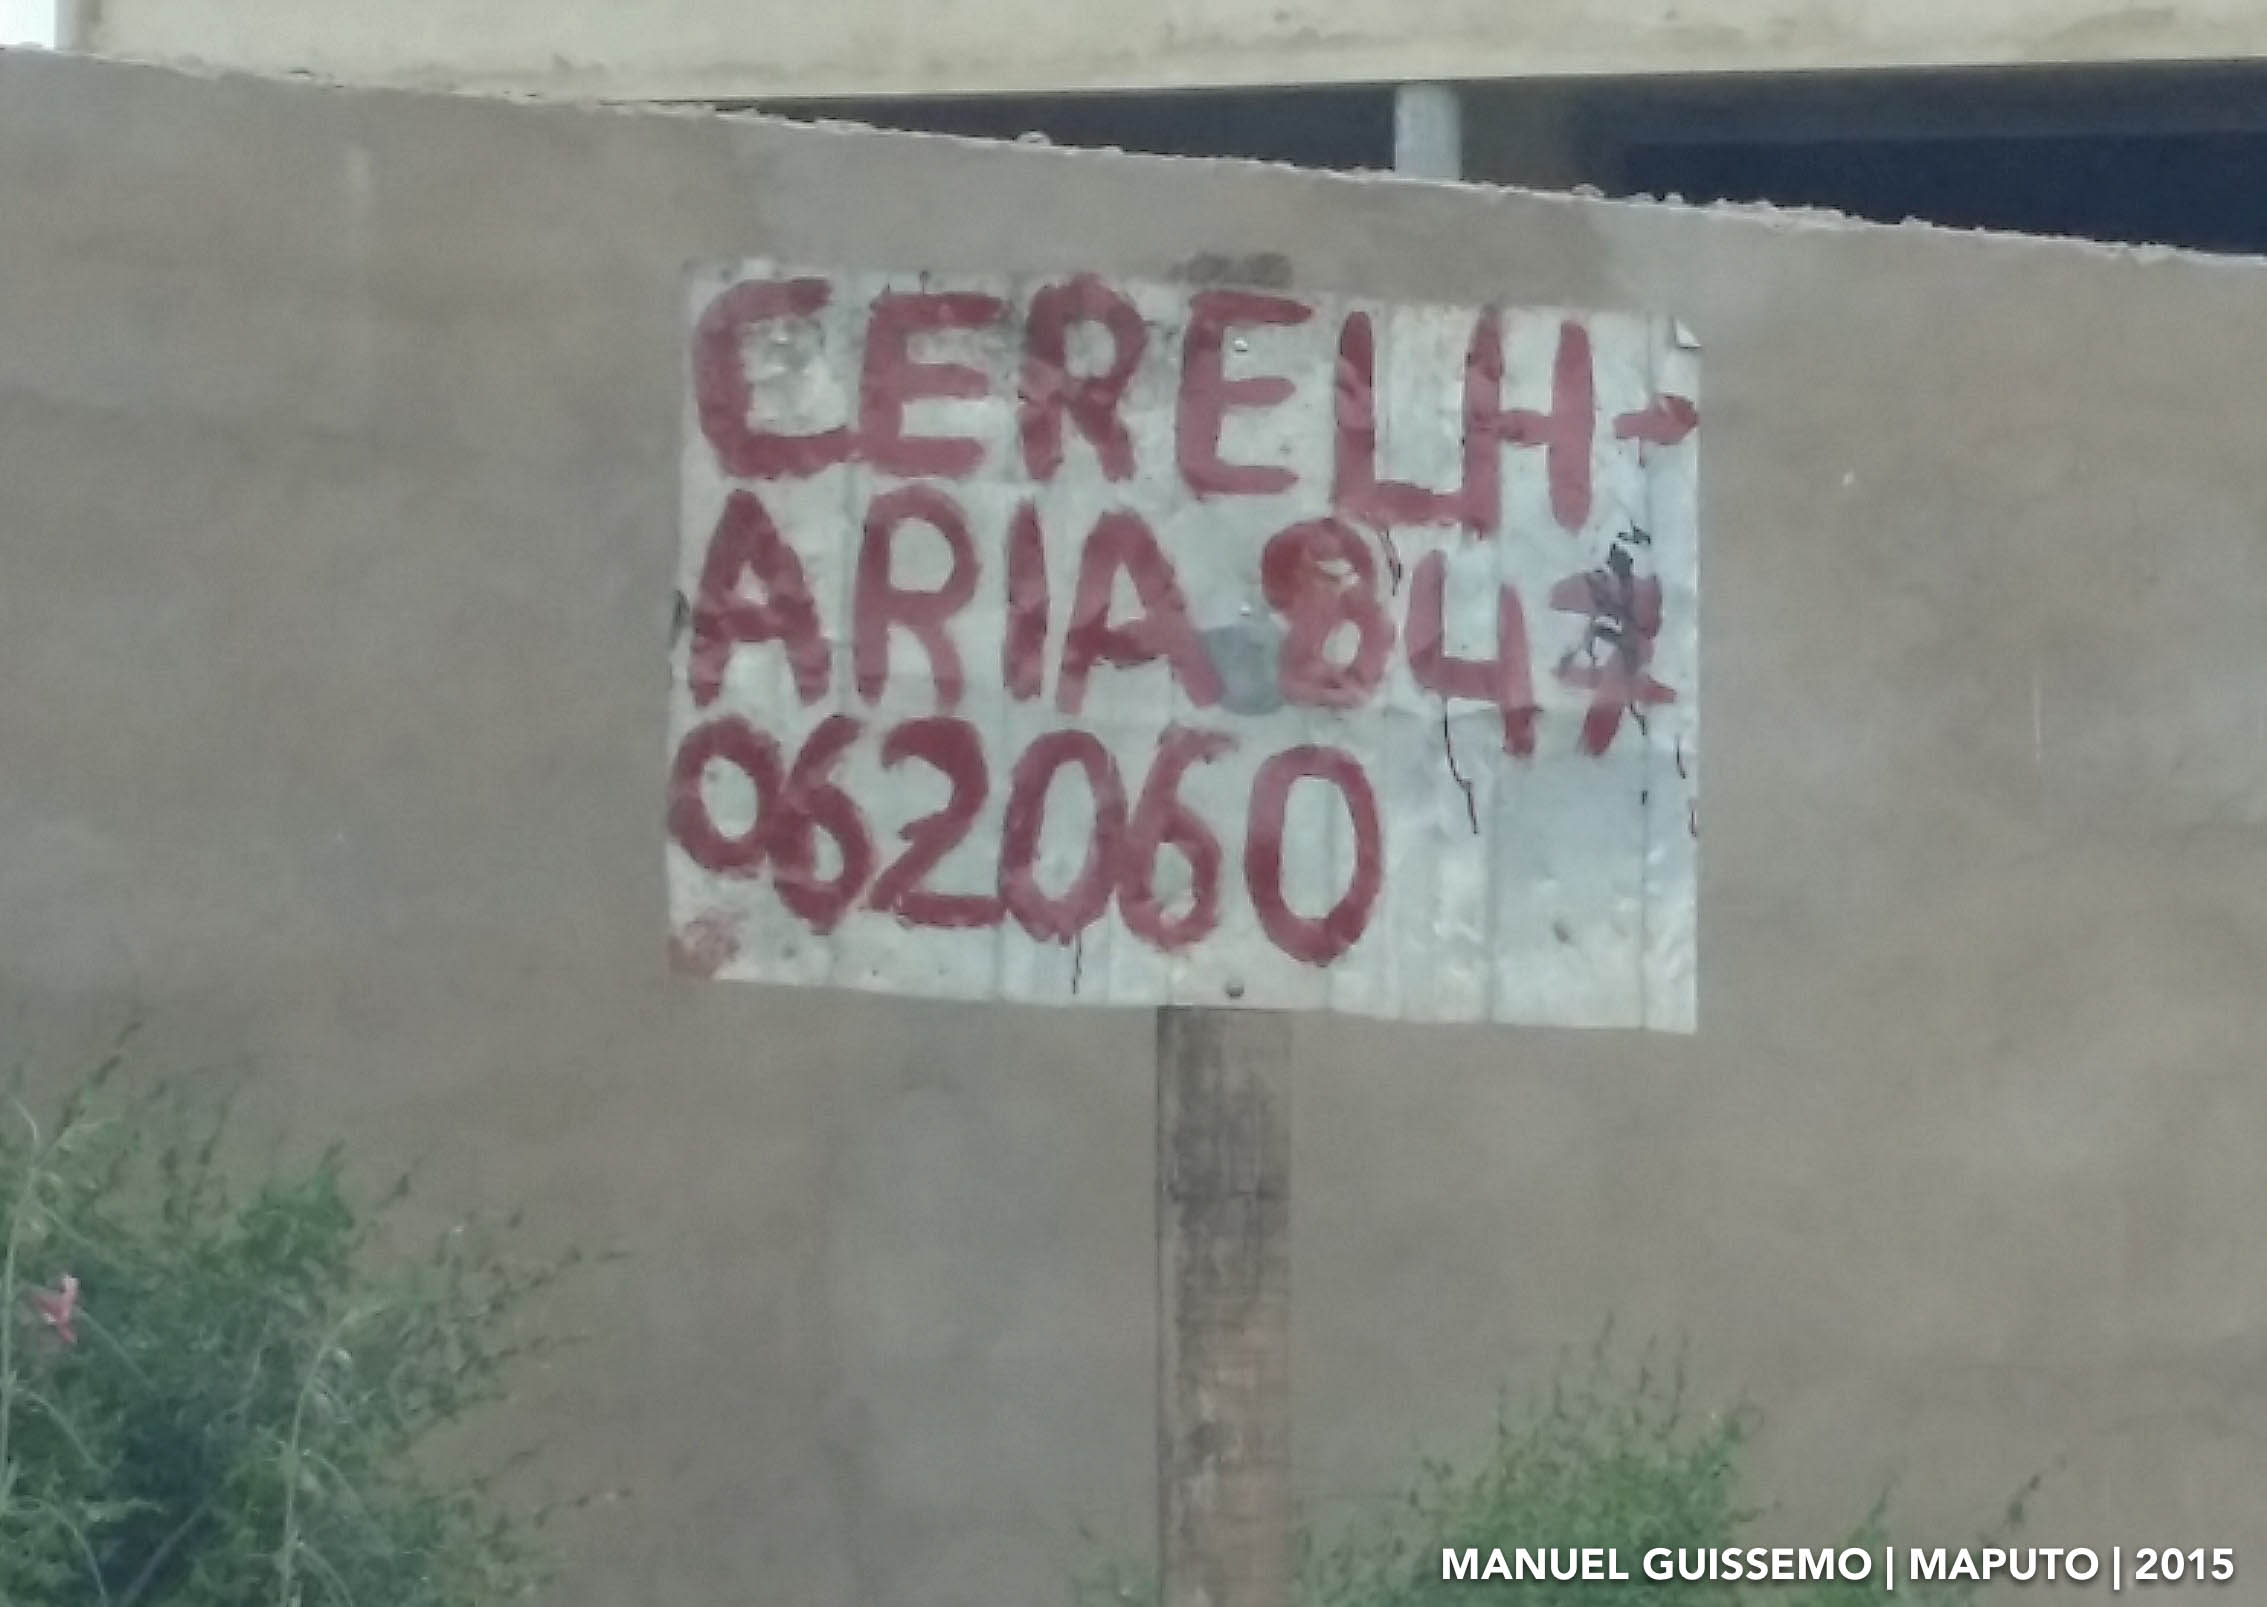 CERELH-
ARIA 847
062060
MANUEL GUISSEMO | MAPUTO | 2015